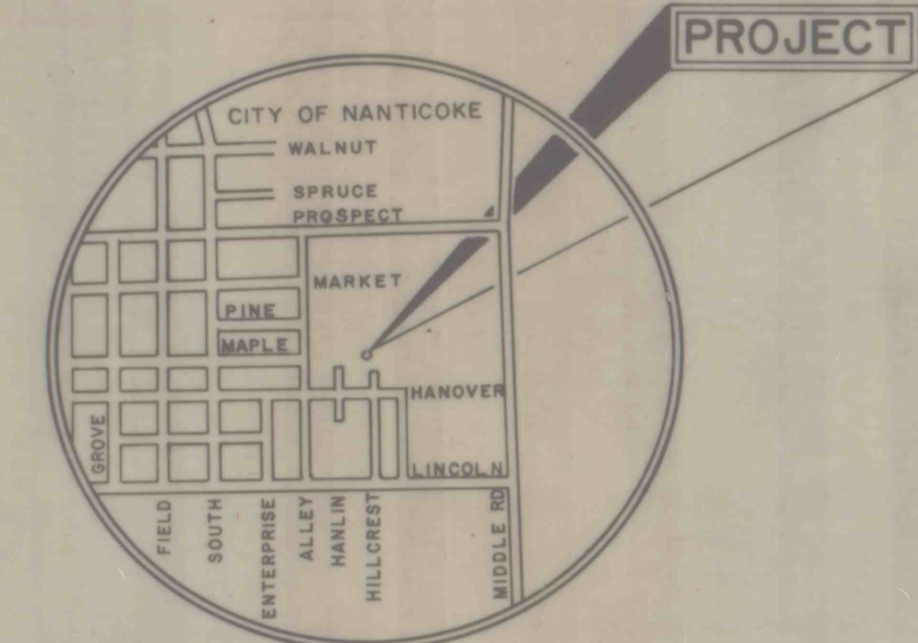 PROJECT
CITY OF NANTICOKE
WALNUT
SPRUCE
PROSPECT
MARKET
PINE
MAPLE
HANOVER
GROVE
LINCOLN
FIELD
SOUTH
ENTERPRISE
ALLEY
HANLIN
HILLCREST
MIDDLE RD